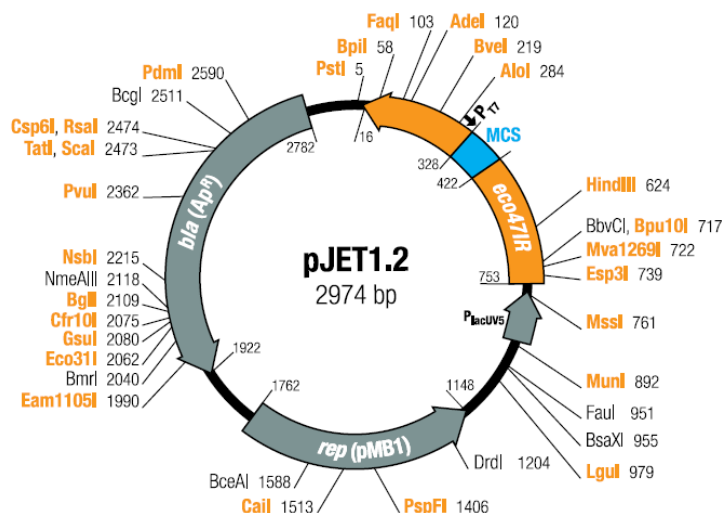 FaqI 103
AdeI 120
BpiI 58
BveI 219
PstI 5
AloI 284
PdmI 2590
BcgI 2511
Csp6I, RsaI 2474
TatI, ScaI 2473
PvuI 2362
NsbI 2215
NmeAIII 2118
BglI 2109
Cfr10I 2075
GsuI 2080
Eco31I 2062
BmrI 2040
Eam1105I 1990
PT7
MCS
16
2782
328
422
HindIII 624
BbvCI, Bpu10I 717
Mva1269I 722
Esp3I 739
753
MssI 761
PlacUV5
MunI 892
FauI 951
BsaXI 955
LguI 979
bla (ApR)
eco47IR
pJET1.2
2974 bp
1922
1762
1148
rep (pMB1)
DrdI 1204
BceAI 1588
CaiI 1513
PspFI 1406